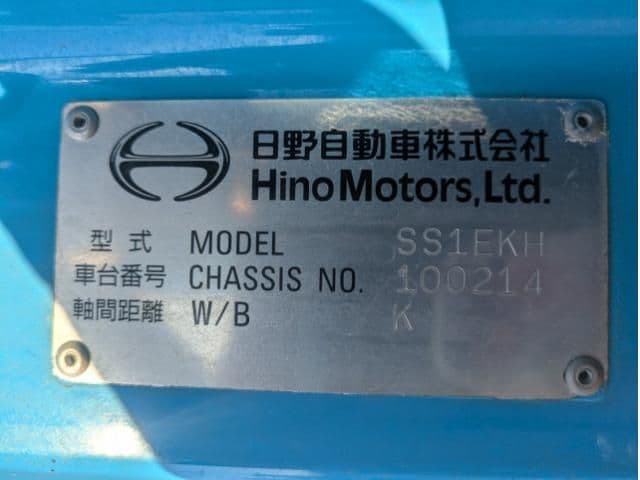 日野自動車株式会社
Hino Motors, Ltd.
型式 MODEL SS1EKH
車台番号 CHASSIS NO. 100214
軸間距離 W/B K